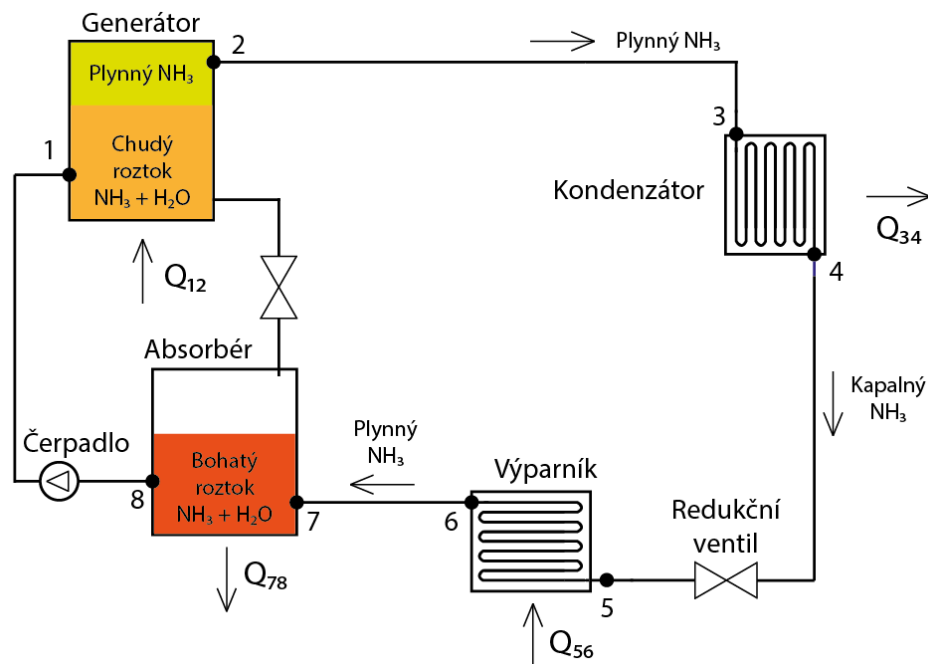 Generátor
2
Plynný NH₃
Plynný NH₃
3
1
Chudý
roztok
NH₃ + H₂O
Kondenzátor
Q₃₄
4
Q₁₂
Absorbér
Kapalný
NH₃
Čerpadlo
Plynný
NH₃
Bohatý
roztok
NH₃ + H₂O
Výparník
Redukční
ventil
8
7
6
5
Q₇₈
Q₅₆